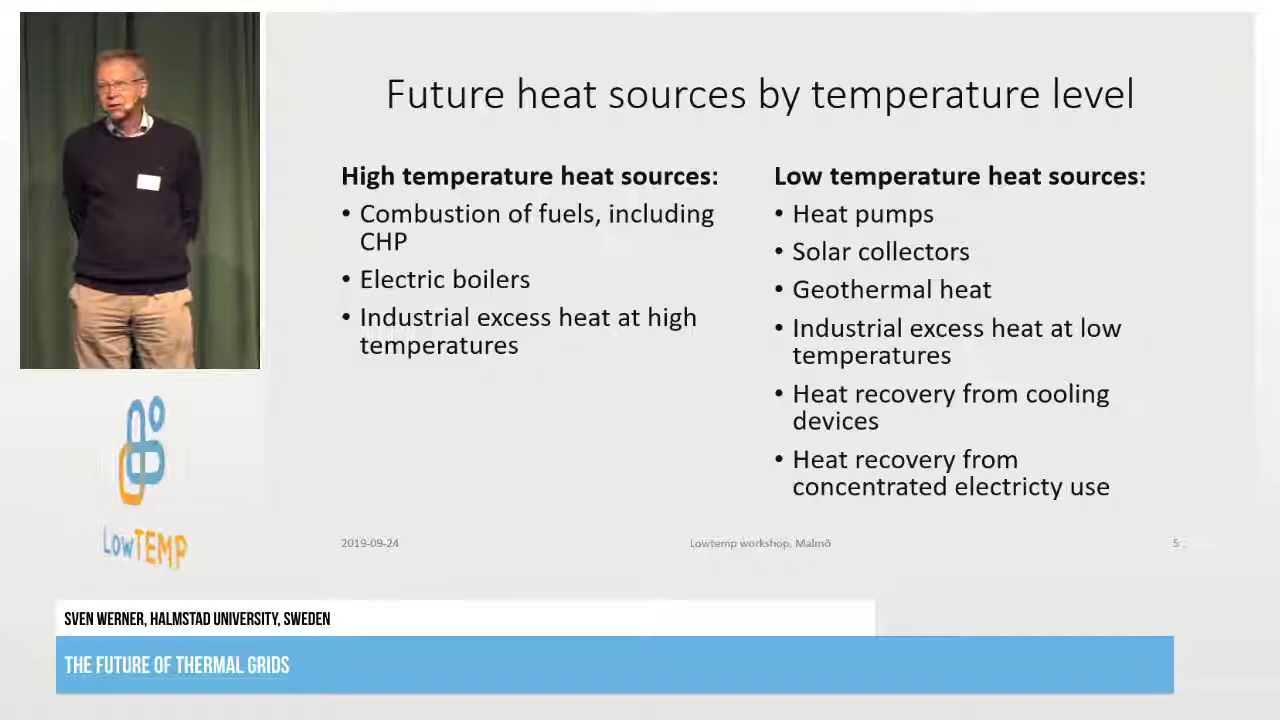 Future heat sources by temperature level
High temperature heat sources:
• Combustion of fuels, including
CHP
• Electric boilers
• Industrial excess heat at high
temperatures
Low temperature heat sources:
• Heat pumps
• Solar collectors
• Geothermal heat
• Industrial excess heat at low
temperatures
• Heat recovery from cooling
devices
• Heat recovery from
concentrated electricty use
2019-09-24
Lowtemp workshop, Malmö
5
LowTEMP
SVEN WERNER, HALMSTAD UNIVERSITY, SWEDEN
THE FUTURE OF THERMAL GRIDS